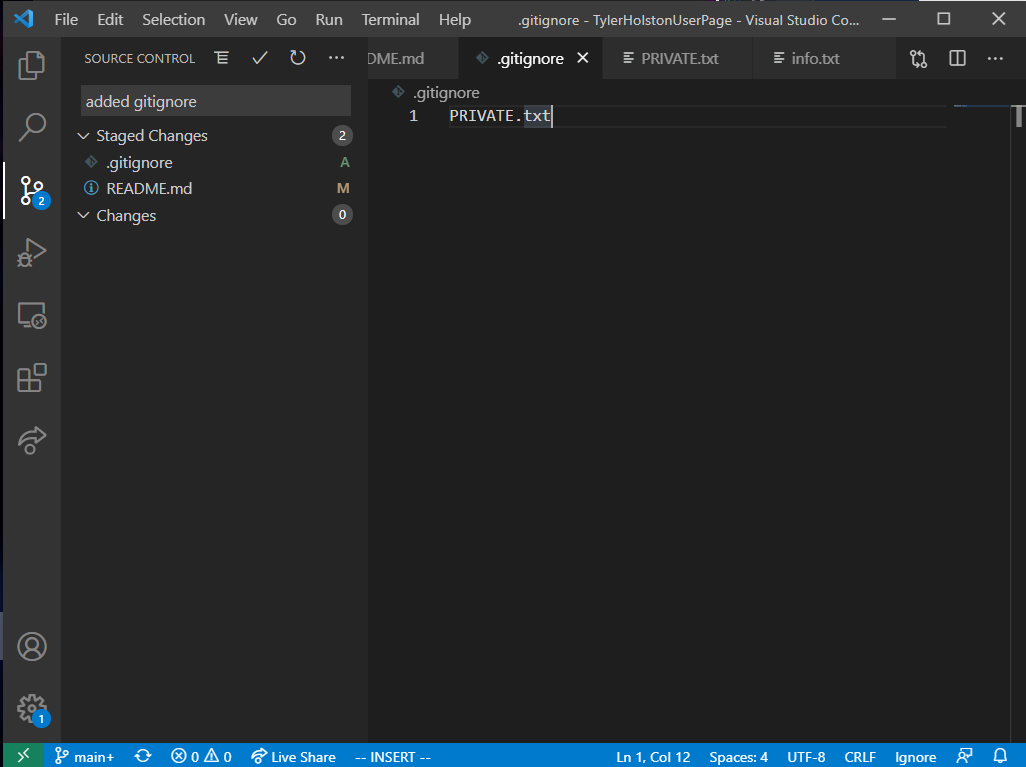 File Edit Selection View Go Run Terminal Help .gitignore - TylerHolstonUserPage - Visual Studio Co...
SOURCE CONTROL
DME.md .gitignore PRIVATE.txt info.txt
added gitignore
.gitignore
1 PRIVATE.txt
Staged Changes 2
.gitignore A
README.md M
Changes 0
2
1
main+ 0 0 Live Share -- INSERT -- Ln 1, Col 12 Spaces: 4 UTF-8 CRLF Ignore